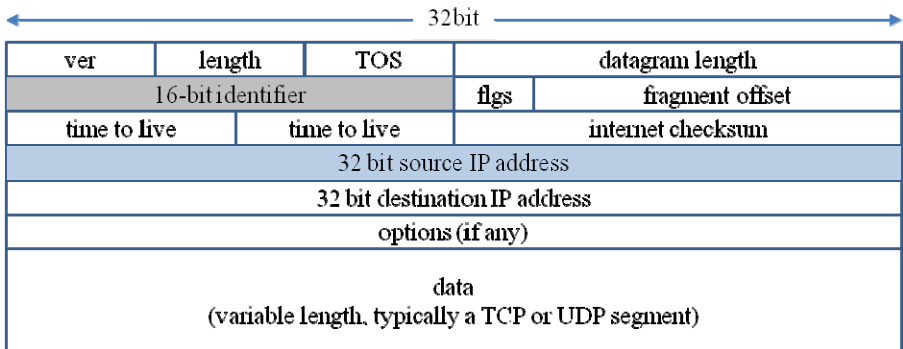 32bit
ver length TOS datagram length
16-bit identifier flgs fragment offset
time to live time to live internet checksum
32 bit source IP address
32 bit destination IP address
options (if any)
data
(variable length, typically a TCP or UDP segment)